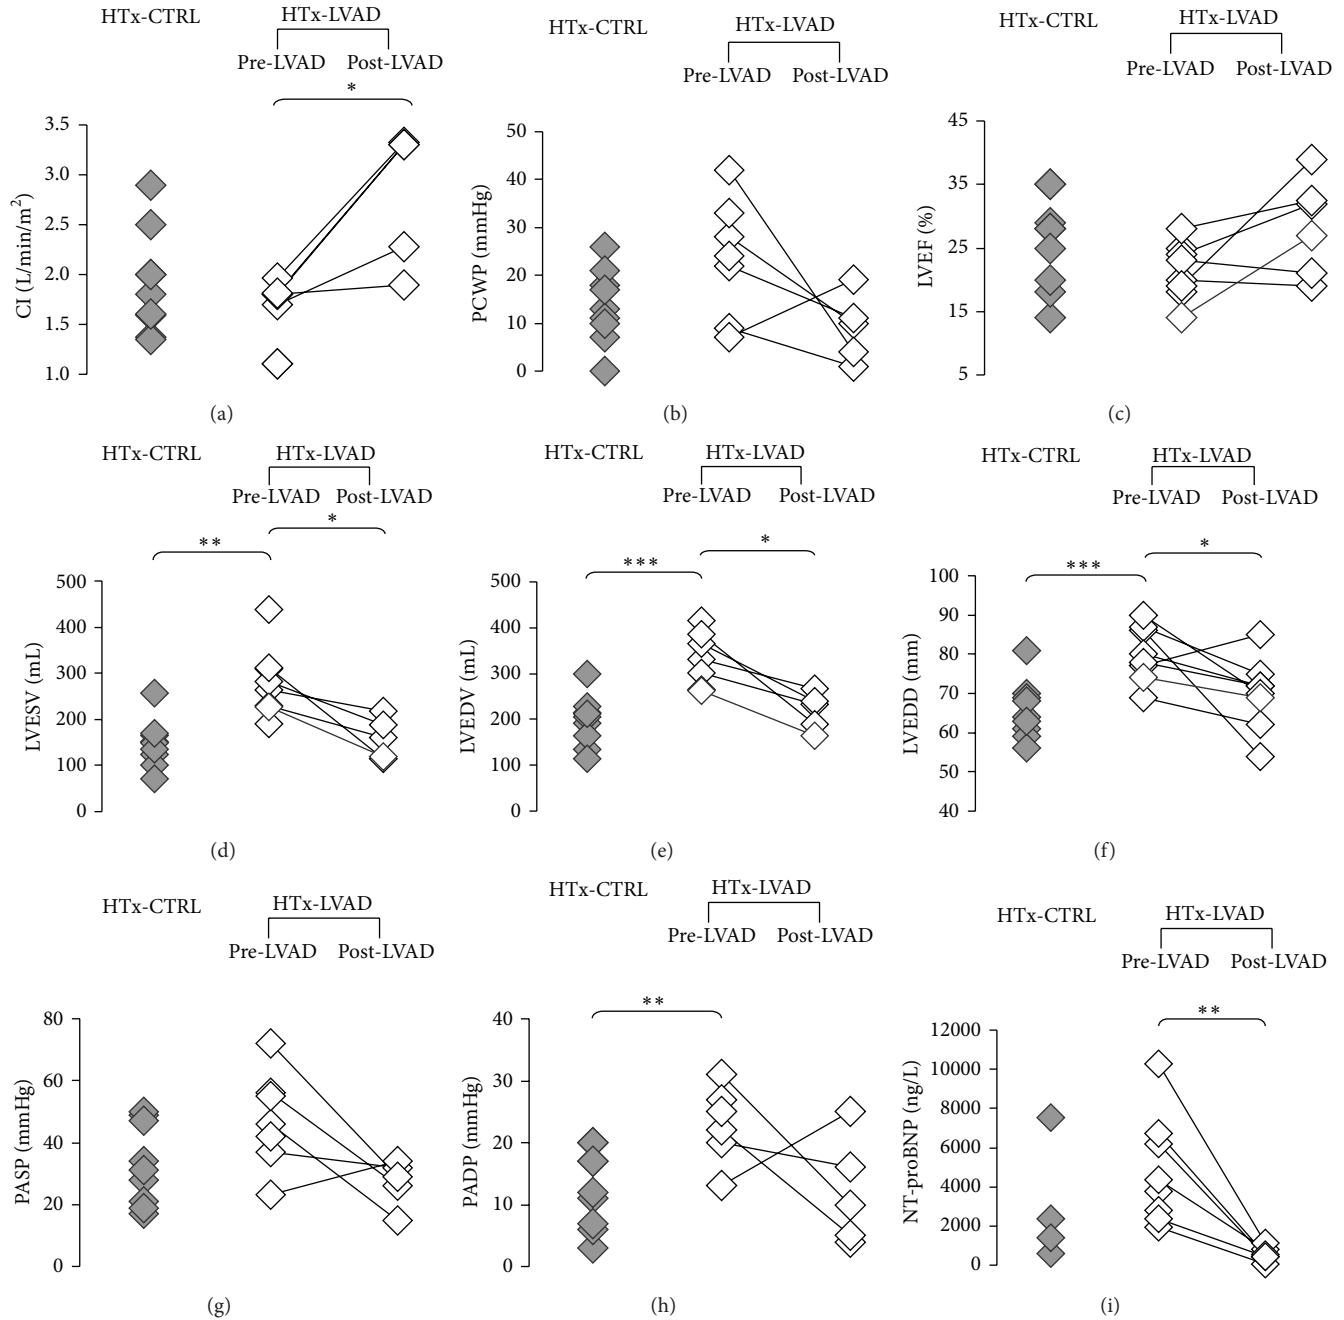 HTx-CTRL
HTx-LVAD
Pre-LVAD Post-LVAD
*
CI (L/min/m²)
3.5
3.0
2.5
2.0
1.5
1.0
(a)
HTx-CTRL
HTx-LVAD
Pre-LVAD Post-LVAD
PCWP (mmHg)
50
40
30
20
10
0
(b)
HTx-CTRL
HTx-LVAD
Pre-LVAD Post-LVAD
LVEF (%)
45
35
25
15
5
(c)
HTx-CTRL
HTx-LVAD
Pre-LVAD Post-LVAD
**
*
LVESV (mL)
500
400
300
200
100
0
(d)
HTx-CTRL
HTx-LVAD
Pre-LVAD Post-LVAD
***
*
LVEDV (mL)
500
400
300
200
100
0
(e)
HTx-CTRL
HTx-LVAD
Pre-LVAD Post-LVAD
***
*
LVEDD (mm)
100
90
80
70
60
50
40
(f)
HTx-CTRL
HTx-LVAD
Pre-LVAD Post-LVAD
PASP (mmHg)
80
60
40
20
0
(g)
HTx-CTRL
HTx-LVAD
Pre-LVAD Post-LVAD
**
PADP (mmHg)
40
30
20
10
0
(h)
HTx-CTRL
HTx-LVAD
Pre-LVAD Post-LVAD
**
NT-proBNP (ng/L)
12000
10000
8000
6000
4000
2000
0
(i)